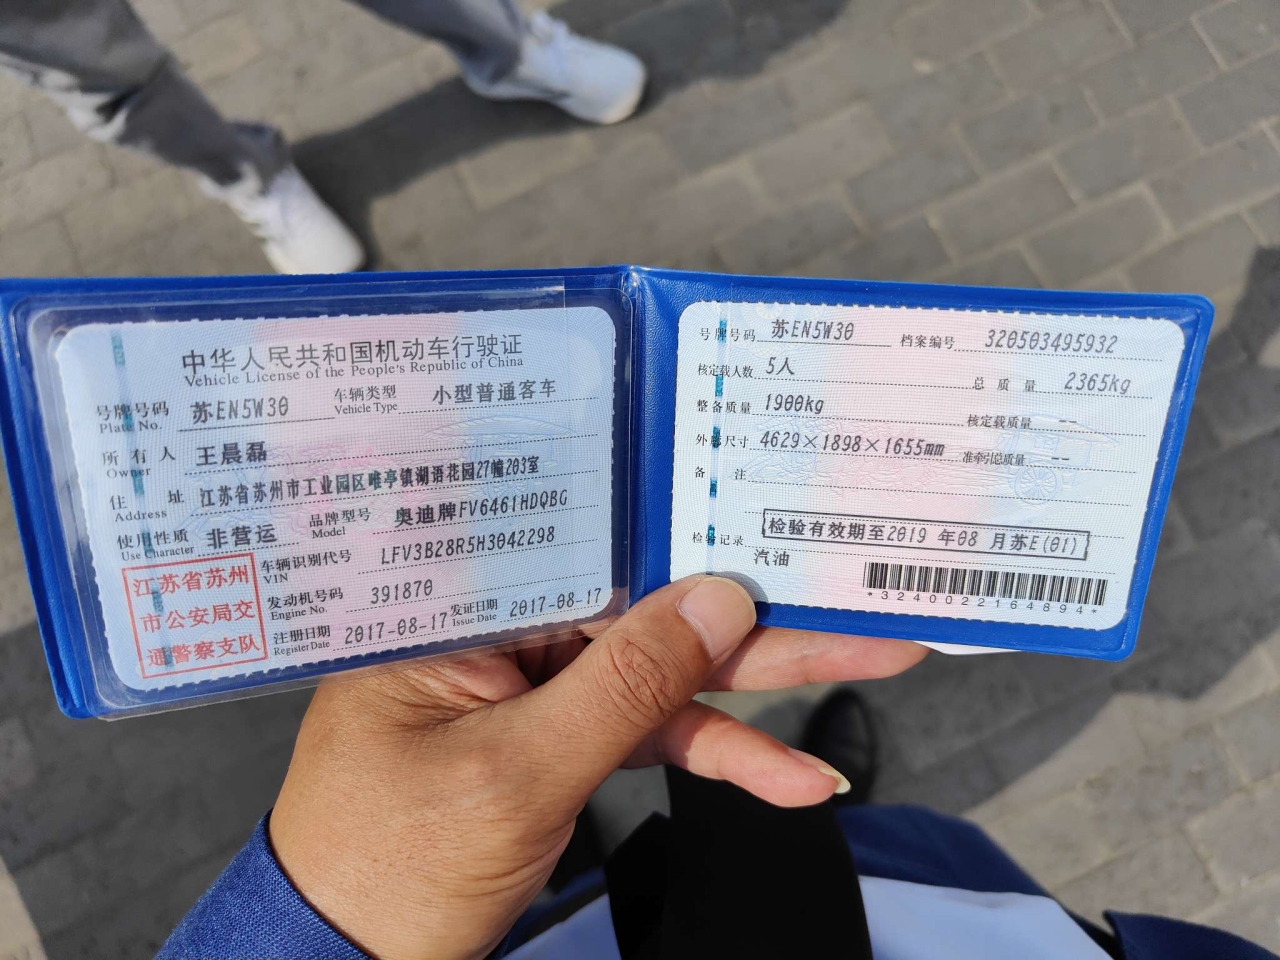 中华人民共和国机动车行驶证
Vehicle License of the People's Republic of China
号牌号码 苏EN5W30 车辆类型 小型普通客车
Plate No. Vehicle Type
所有人 王晨磊
Owner
住址 江苏省苏州市工业园区唯亭镇湖语花园27幢203室
Address
使用性质 非营运 品牌型号 奥迪牌FV6461HDQBG
Use Character Model
江苏省苏州
市公安局交
通警察支队
车辆识别代号 LFV3B28R5H3042298
VIN
发动机号码 391870
Engine No.
注册日期 2017-08-17 发证日期 2017-08-17
Register Date Issue Date
号牌号码 苏EN5W30 档案编号 320503495932
核定载人数 5人 总质量 2365kg
整备质量 1900kg 核定载质量 --
外廓尺寸 4629×1898×1655mm 准牵引总质量 --
备注
检验记录 检验有效期至2019年08月苏E(01)
汽油
*3240022164894*